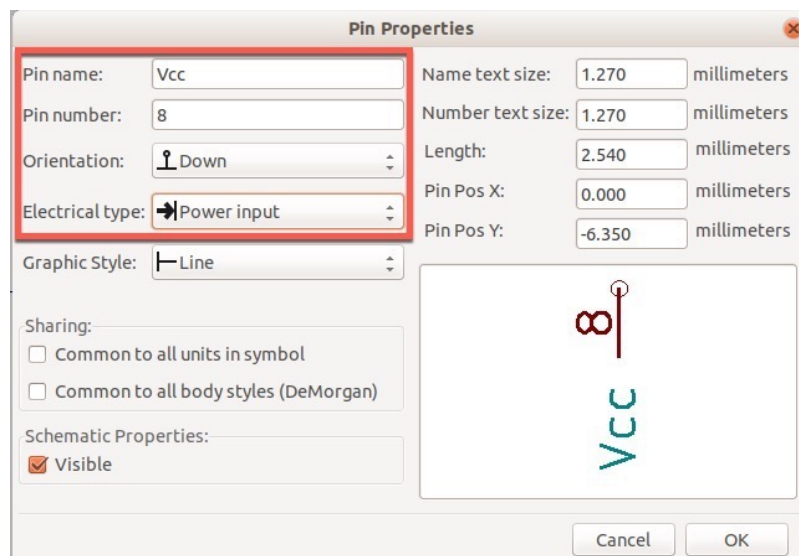 Pin Properties
Pin name: Vcc
Pin number: 8
Orientation: Down
Electrical type: Power input
Graphic Style: Line
Sharing:
Common to all units in symbol
Common to all body styles (DeMorgan)
Schematic Properties:
Visible
Name text size: 1.270 millimeters
Number text size: 1.270 millimeters
Length: 2.540 millimeters
Pin Pos X: 0.000 millimeters
Pin Pos Y: -6.350 millimeters
8
Vcc
Cancel OK